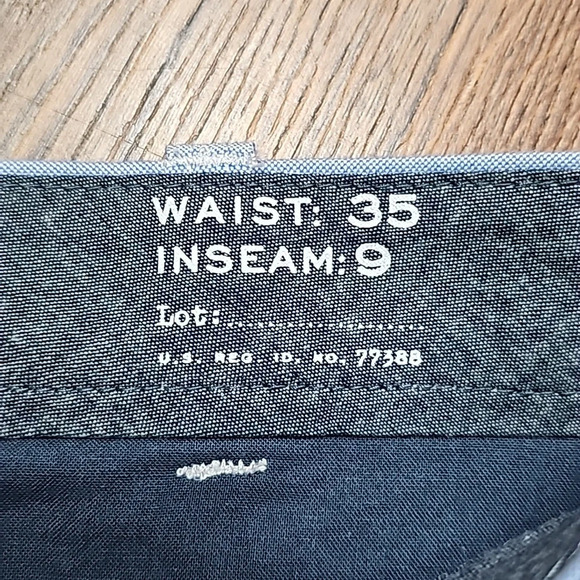 WAIST: 35
INSEAM: 9
Lot:......................
U.S. REG. ID. NO. 77388